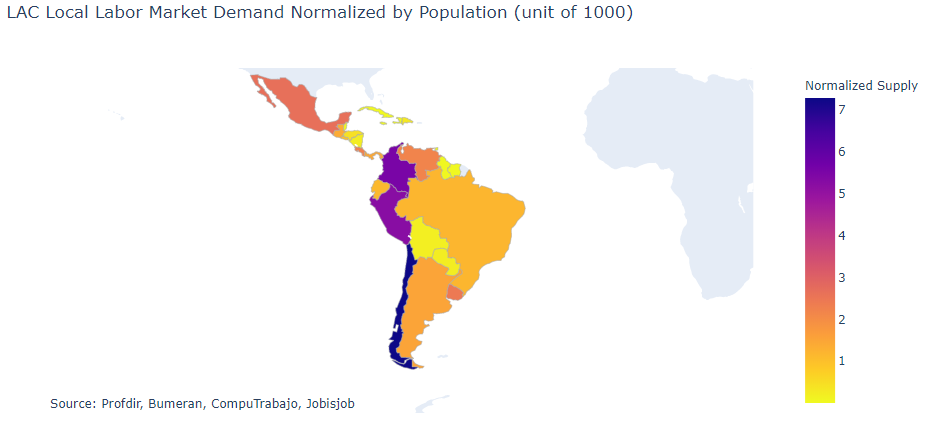 LAC Local Labor Market Demand Normalized by Population (unit of 1000)
Normalized Supply
7
6
5
4
3
2
1
Source: Profdir, Bumeran, CompuTrabajo, Jobisjob